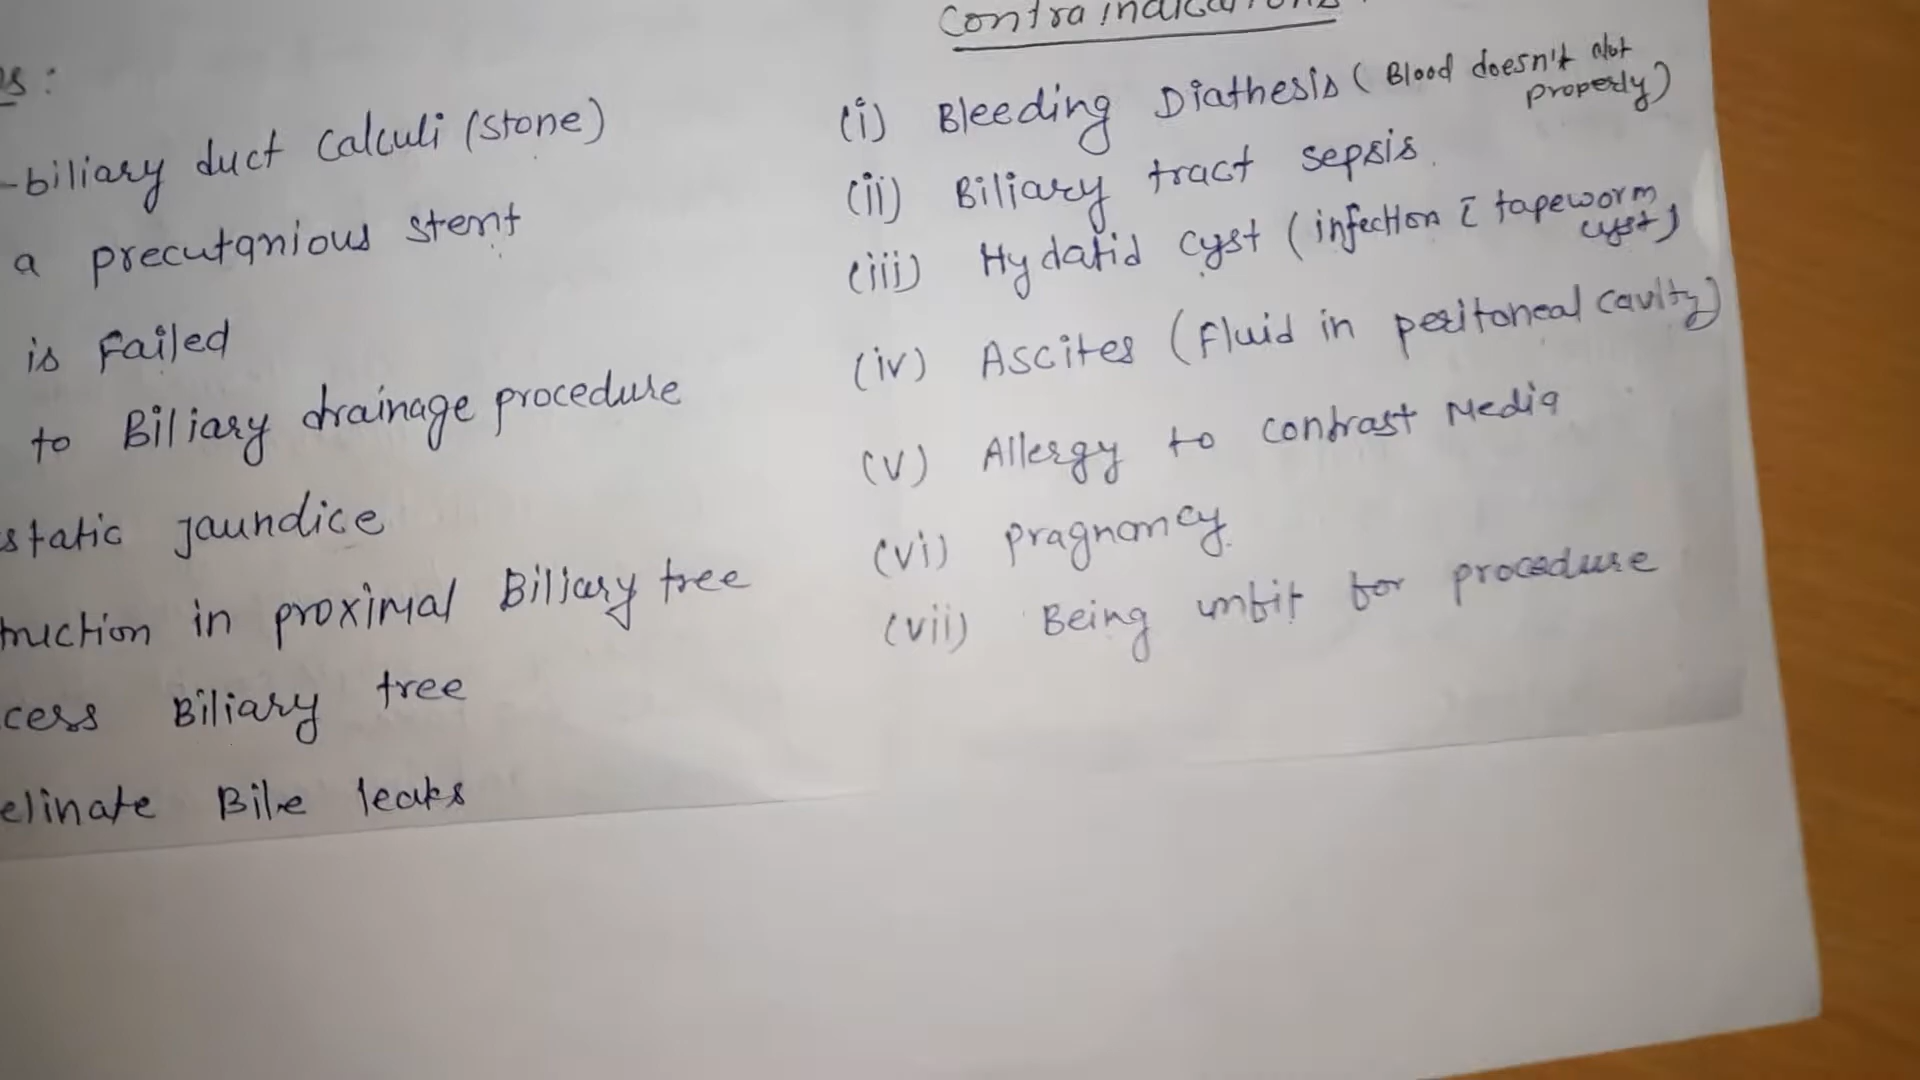 Contraindications
(i) Bleeding Diathesis (Blood doesn't clot
properly)
(ii) Biliary tract sepsis.
(iii) Hydatid cyst (infection tapeworm
cyst)
(iv) Ascites (Fluid in peritoneal cavity)
(v) Allergy to contrast Media
(vi) pragnancy.
(vii) Being unfit for procedure
s:
-biliary duct calculi (stone)
a precutanious stent
is Failed
to Biliary drainage procedure
static jaundice
truction in proximal Biliary tree
cess Biliary tree
elinate Bile leaks